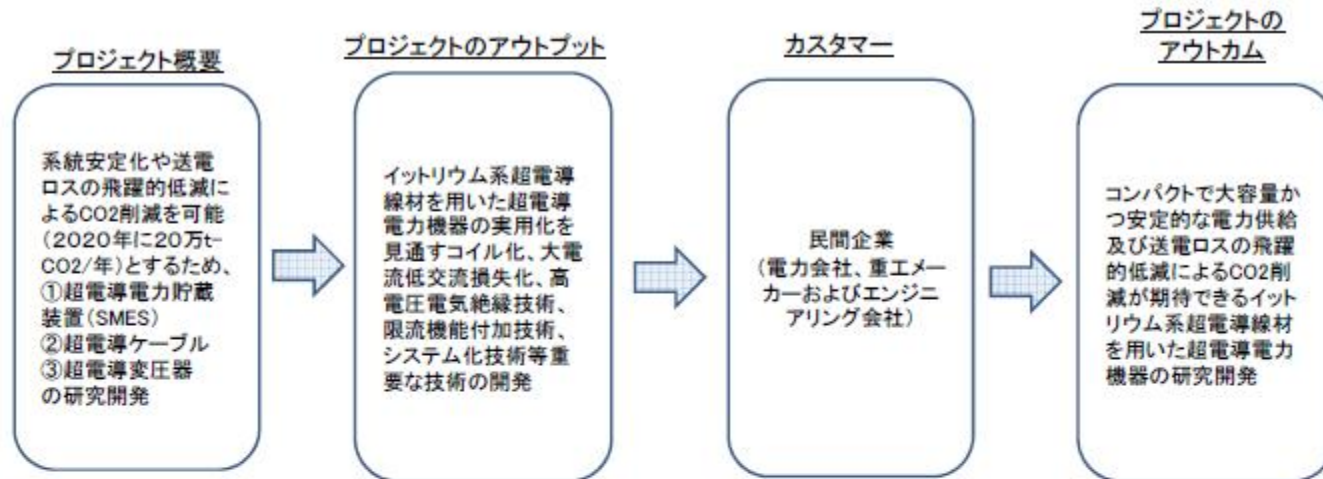 プロジェクト概要
系統安定化や送電
ロスの飛躍的低減に
よるCO2削減を可能
(2020年に20万t-
CO2/年)とするため、
①超電導電力貯蔵
装置(SMES)
②超電導ケーブル
③超電導変圧器
の研究開発
プロジェクトのアウトプット
イットリウム系超電導
線材を用いた超電導
電力機器の実用化を
見通すコイル化、大電
流低交流損失化、高
電圧電気絶縁技術、
限流機能付加技術、
システム化技術等重
要な技術の開発
カスタマー
民間企業
(電力会社、重工メー
カーおよびエンジニ
アリング会社)
プロジェクトの
アウトカム
コンパクトで大容量か
つ安定的な電力供給
及び送電ロスの飛躍
的低減によるCO2削
減が期待できるイット
リウム系超電導線材
を用いた超電導電力
機器の研究開発